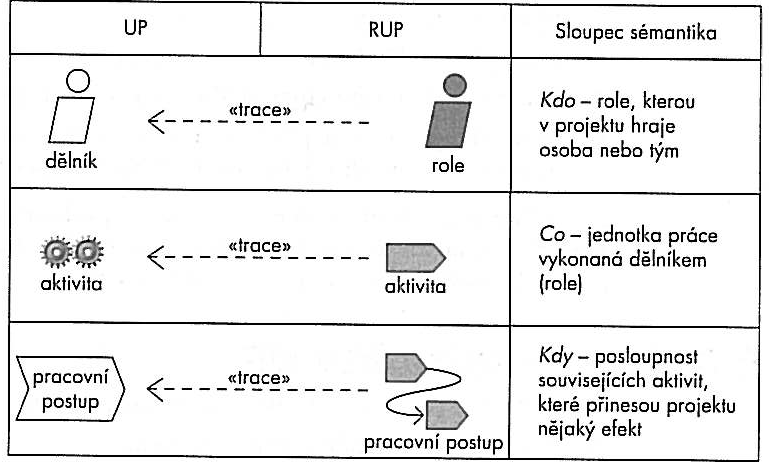 UP
RUP
Sloupec sémantika
«trace»
dělník
role
Kdo – role, kterou
v projektu hraje
osoba nebo tým
«trace»
aktivita
aktivita
Co – jednotka práce
vykonaná dělníkem
(role)
pracovní
postup
«trace»
pracovní postup
Kdy – posloupnost
souvisejících aktivit,
které přinesou projektu
nějaký efekt